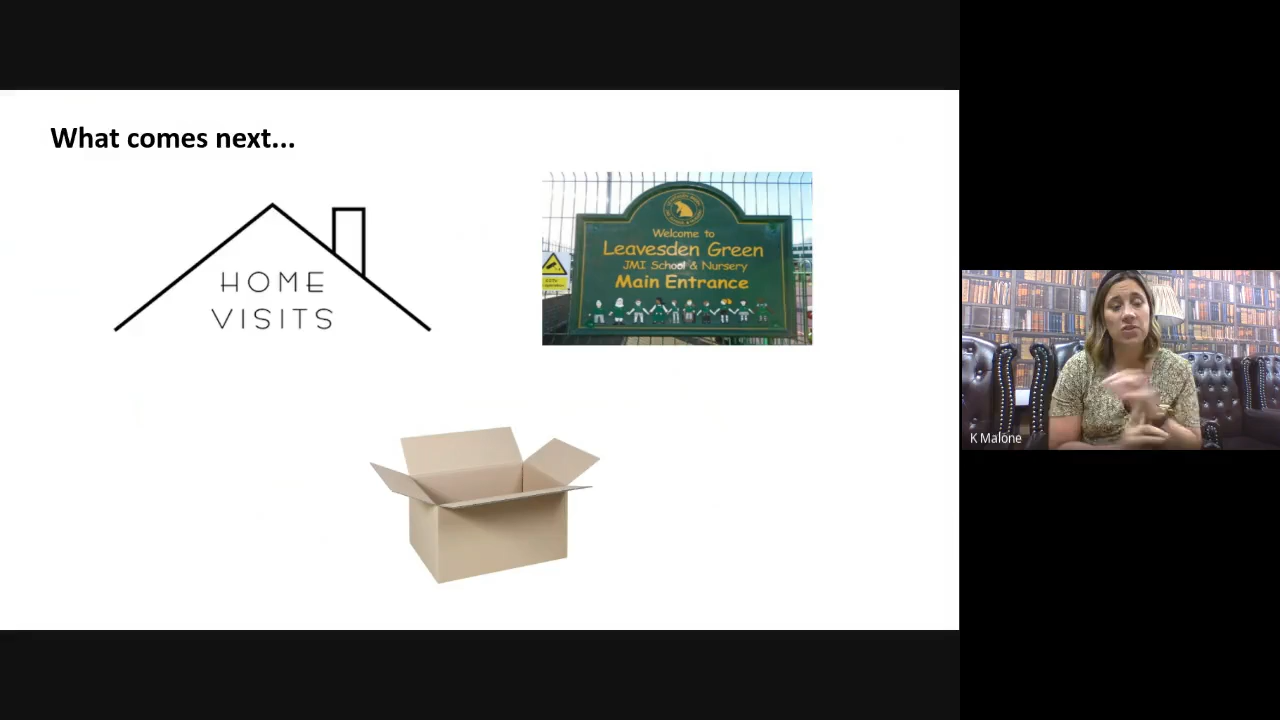 What comes next...
HOME
VISITS
Welcome to
Leavesden Green
JMI School & Nursery
Main Entrance
K Malone